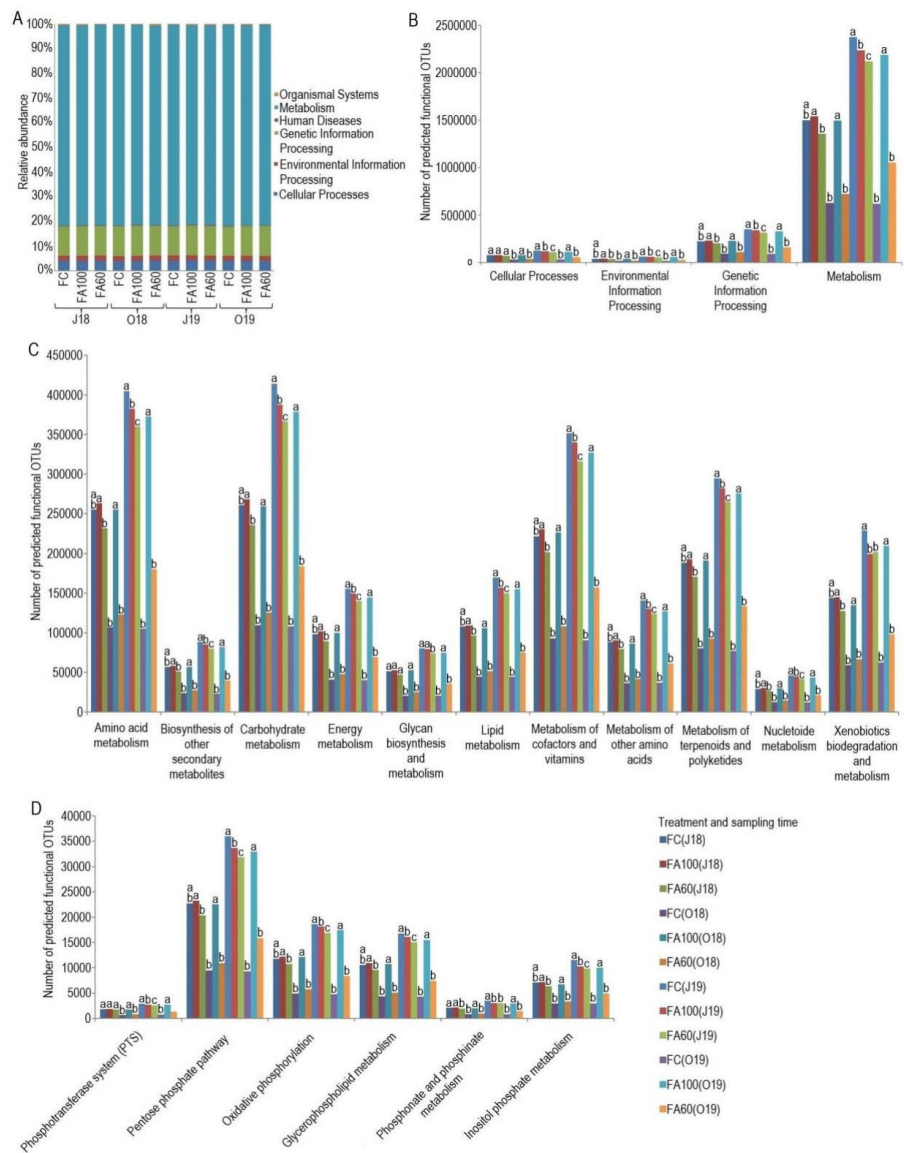 A
100%
90%
80%
70%
60%
50%
40%
30%
20%
10%
0%
Relative abundance
FC
FA100
FA60
FC
FA100
FA60
FC
FA100
FA60
FC
FA100
FA60
J18
O18
J19
O19
Organismal Systems
Metabolism
Human Diseases
Genetic Information
Processing
Environmental Information
Processing
Cellular Processes
B
Number of predicted functional OTUs
2500000
2000000
1500000
1000000
500000
0
Cellular Processes
Environmental
Information
Processing
Genetic
Information
Processing
Metabolism
C
Number of predicted functional OTUs
450000
400000
350000
300000
250000
200000
150000
100000
50000
0
Amino acid
metabolism
Biosynthesis of
other
secondary
metabolites
Carbohydrate
metabolism
Energy
metabolism
Glycan
biosynthesis and
metabolism
Lipid
metabolism
Metabolism of
cofactors and
vitamins
Metabolism of
other amino acids
Metabolism of
terpenoids and
polyketides
Nucletoide
metabolism
Xenobiotics
biodegradation and
metabolism
D
Number of predicted functional OTUs
40000
35000
30000
25000
20000
15000
10000
5000
0
Phosphotransferase system (PTS)
Pentose phosphate pathway
Oxidative phosphorylation
Glycerophospholipid metabolism
Phosphonate and phosphinate
metabolism
Inositol phosphate metabolism
Treatment and sampling time
FC(J18)
FA100(J18)
FA60(J18)
FC(O18)
FA100(O18)
FA60(O18)
FC(J19)
FA100(J19)
FA60(J19)
FC(O19)
FA100(O19)
FA60(O19)